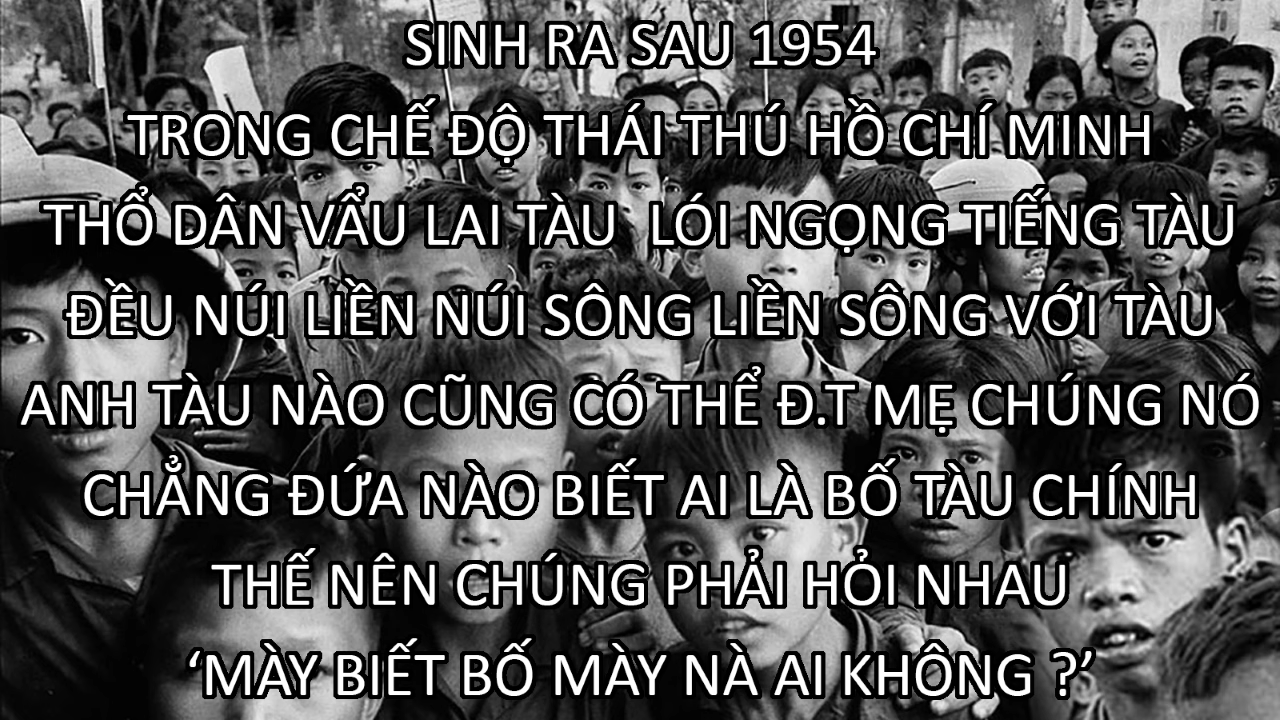 SINH RA SAU 1954
TRONG CHẾ ĐỘ THÁI THÚ HỒ CHÍ MINH
THỔ DÂN VẨU LAI TÀU LÓI NGỌNG TIẾNG TÀU
ĐỀU NÚI LIỀN NÚI SÔNG LIỀN SÔNG VỚI TÀU
ANH TÀU NÀO CŨNG CÓ THỂ Đ.T MẸ CHÚNG NÓ
CHẲNG ĐỨA NÀO BIẾT AI LÀ BỐ TÀU CHÍNH
THẾ NÊN CHÚNG PHẢI HỎI NHAU
‘MÀY BIẾT BỐ MÀY NÀ AI KHÔNG ?’